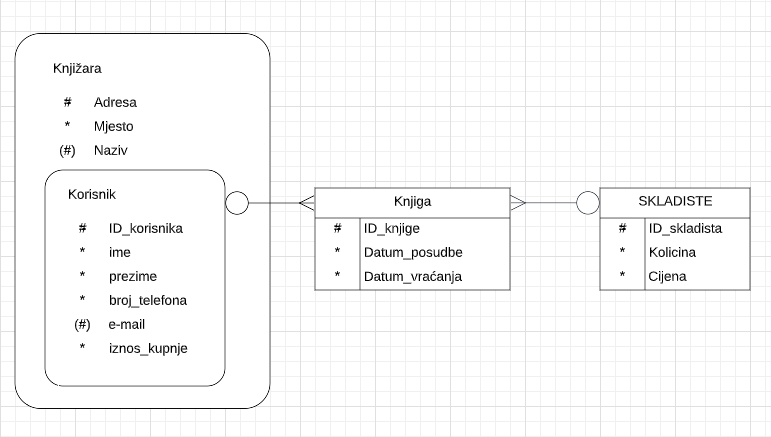 Knjižara
# Adresa
* Mjesto
(#) Naziv
Korisnik
# ID_korisnika
* ime
* prezime
* broj_telefona
(#) e-mail
* iznos_kupnje
Knjiga
# ID_knjige
* Datum_posudbe
* Datum_vraćanja
SKLADISTE
# ID_skladista
* Kolicina
* Cijena